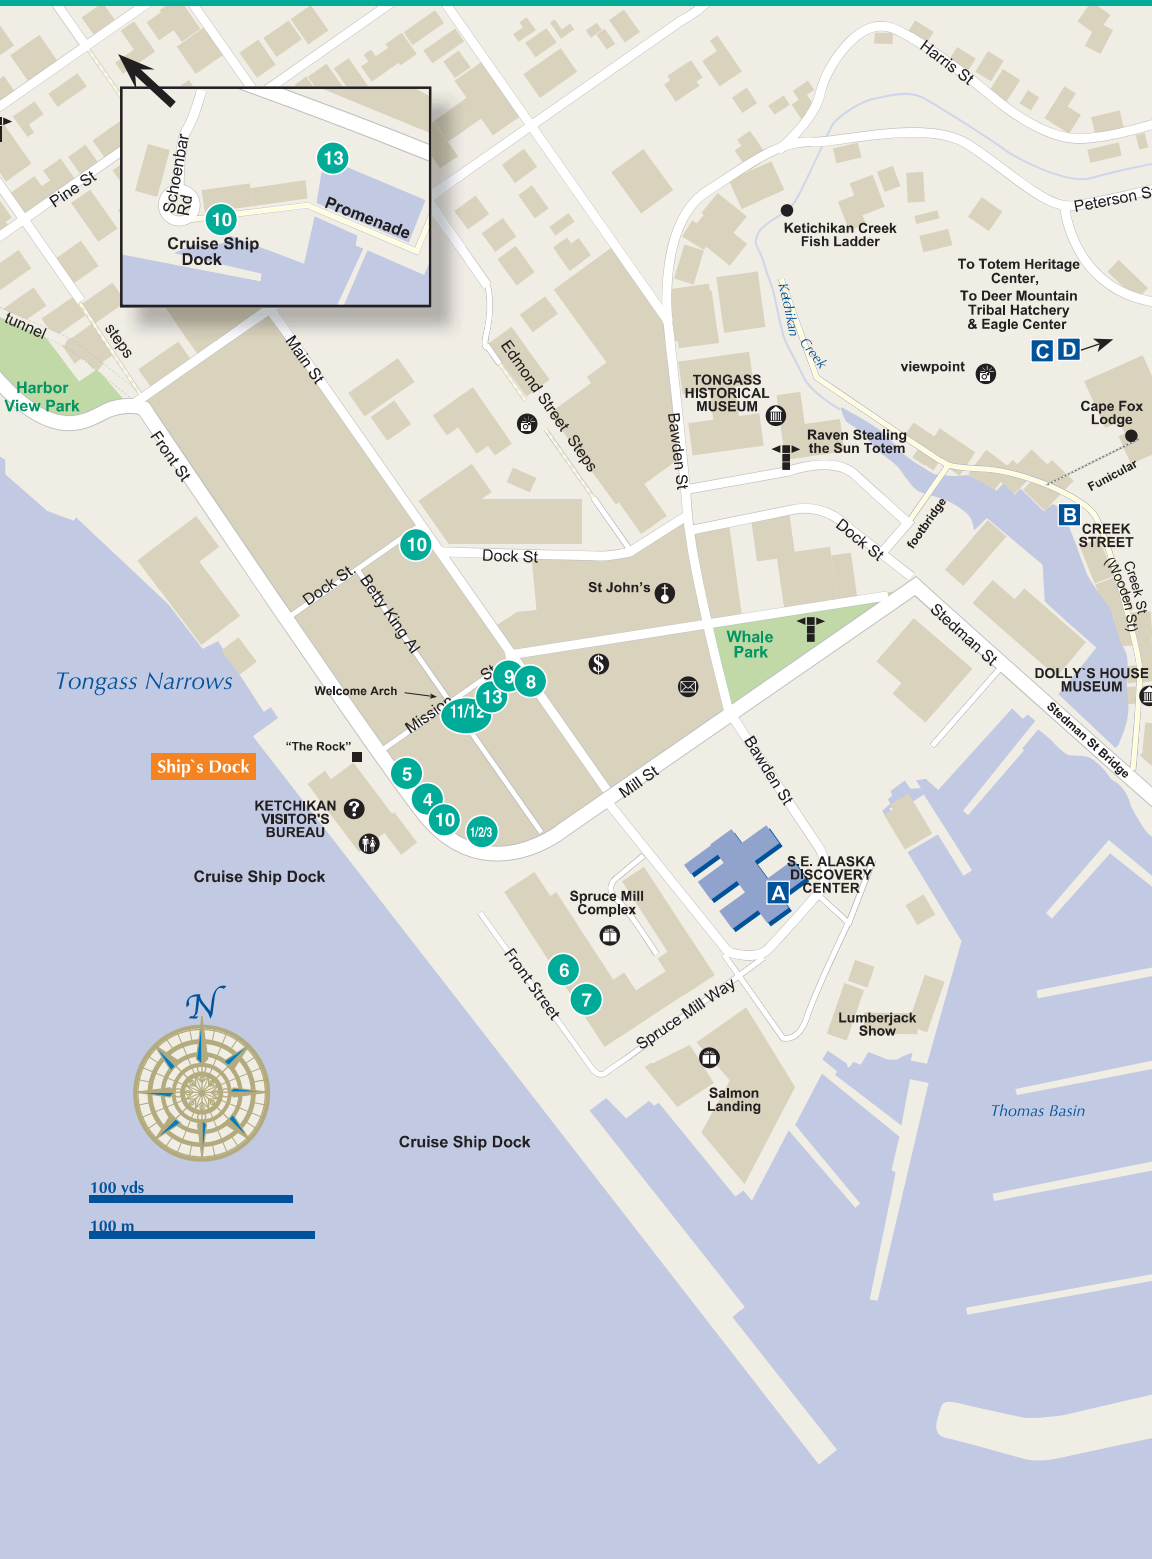 Harris St
Schoenbar
Rd
13
10
Promenade
Cruise Ship
Dock
Pine St
Peterson S
Ketichikan Creek
Fish Ladder
To Totem Heritage
Center,
To Deer Mountain
Tribal Hatchery
& Eagle Center
C D
Ketchikan Creek
tunnel
steps
Main St
Edmond Street Steps
viewpoint
Harbor
View Park
TONGASS
HISTORICAL
MUSEUM
Cape Fox
Lodge
Raven Stealing
the Sun Totem
Funicular
Front St
Bawden St
footbridge
B
CREEK
STREET
Dock St
10
Dock St
Dock St.
Betty King Al
Creek St
(Wooden St)
St John's
Stedman St
Whale
Park
$
Tongass Narrows
DOLLY`S HOUSE
MUSEUM
Welcome Arch
Mission
St
9
8
13
11/12
Stedman St Bridge
"The Rock"
Ship`s Dock
5
4
10
1/2/3
Mill St
Bawden St
KETCHIKAN
VISITOR'S
BUREAU
?
Cruise Ship Dock
S.E. ALASKA
DISCOVERY
CENTER
A
Spruce Mill
Complex
Front Street
6
7
Spruce Mill Way
Lumberjack
Show
N
Salmon
Landing
Thomas Basin
Cruise Ship Dock
100 yds
100 m